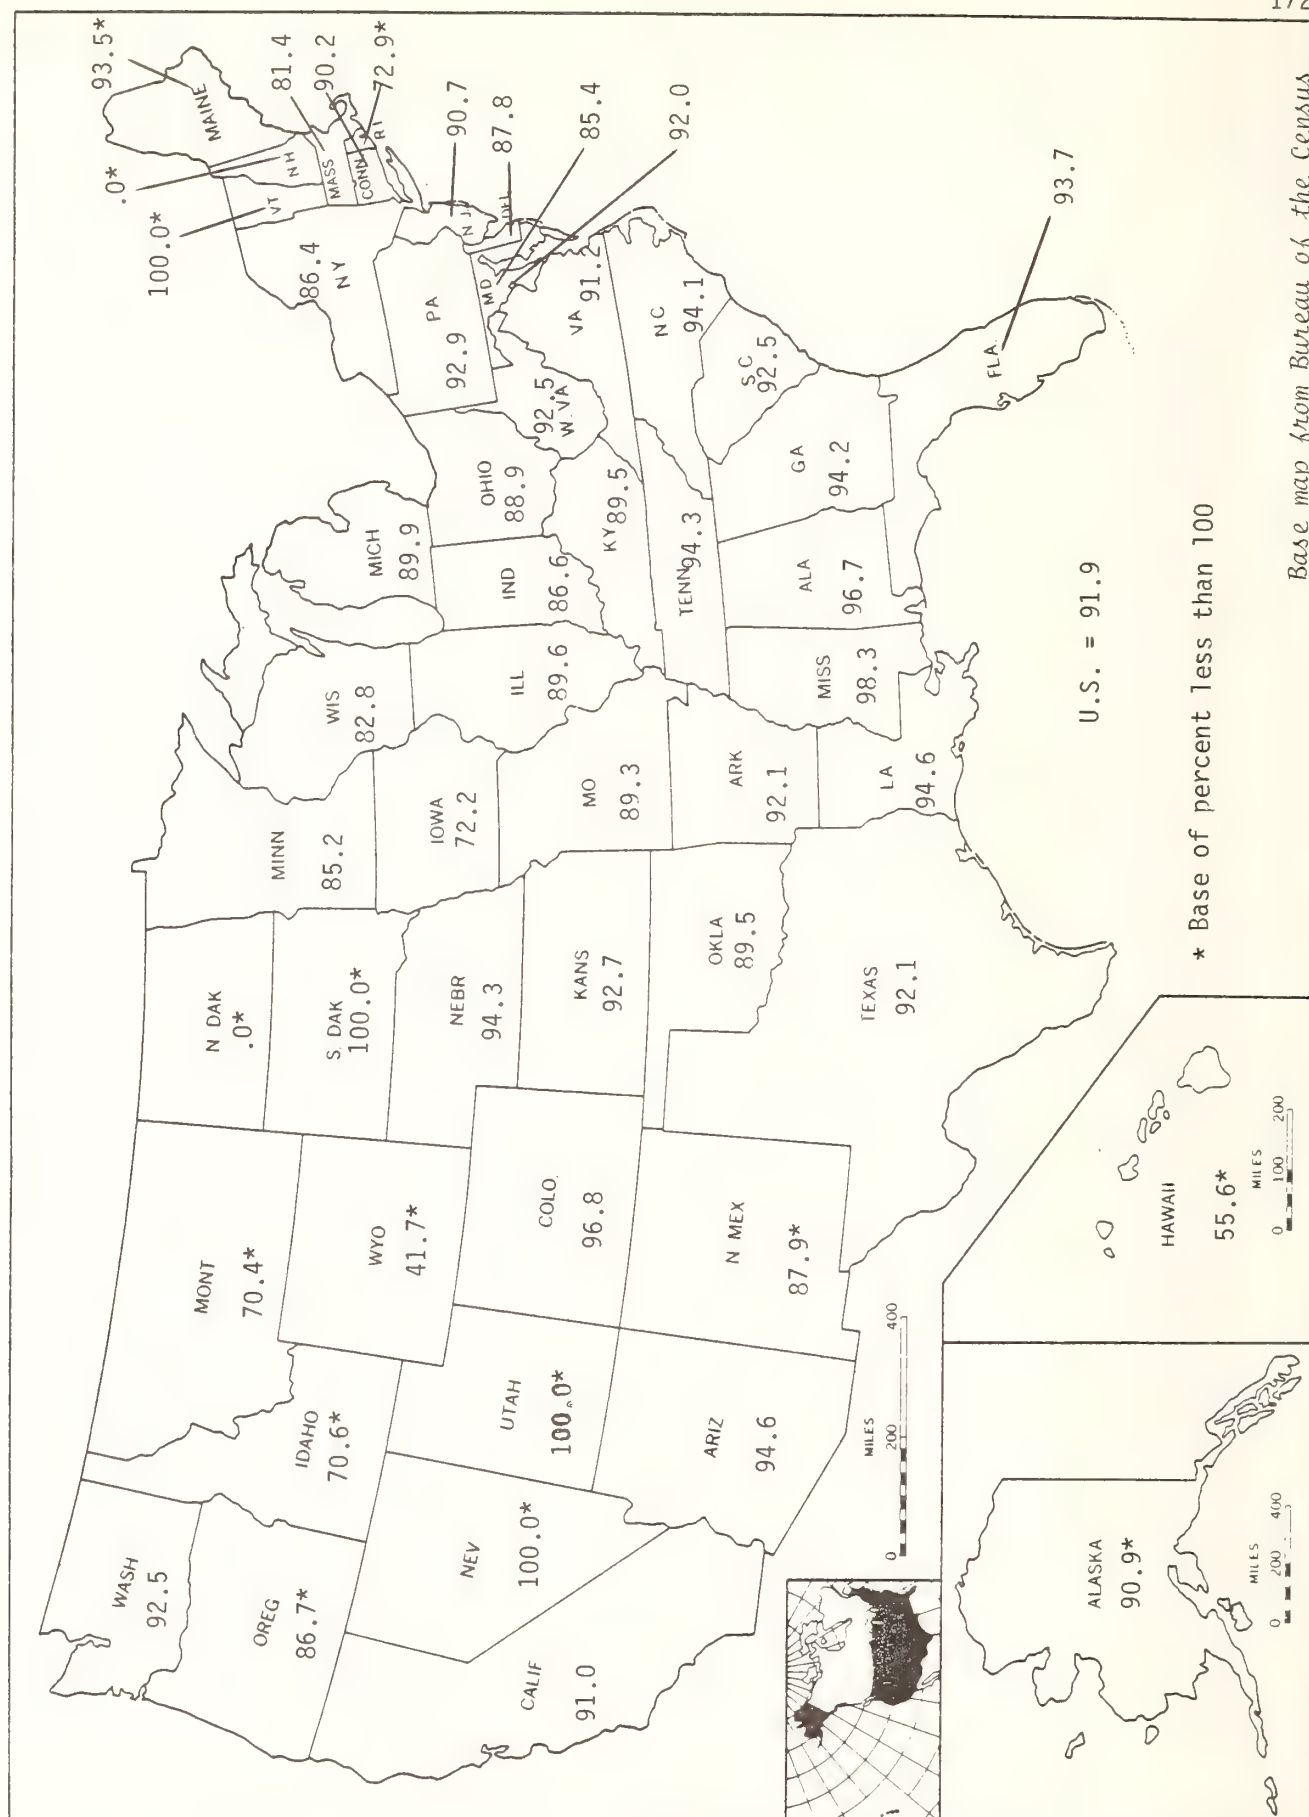 172
WASH
92.5
OREG
86.7*
CALIF
91.0
NEV
100.0*
IDAHO
70.6*
MONT
70.4*
WYO
41.7*
UTAH
100.0*
ARIZ
94.6
COLO.
96.8
N MEX
87.9*
N DAK
.0*
S. DAK
100.0*
NEBR
94.3
KANS
92.7
OKLA
89.5
TEXAS
92.1
MINN
85.2
IOWA
72.2
MO
89.3
ARK
92.1
LA
94.6
WIS
82.8
ILL
89.6
MISS
98.3
MICH
89.9
IND
86.6
OHIO
88.9
KY 89.5
TENN 94.3
ALA
96.7
GA
94.2
FLA.
93.7
S C
92.5
NC
94.1
VA
91.2
92.5
W. VA
PA
92.9
86.4
NY
VT
100.0*
NH
.0*
MAINE
93.5*
MASS
81.4
CONN
90.2
RI
72.9*
N J
90.7
DEL
87.8
MD
85.4
92.0
MILES
0 200 400
ALASKA
90.9*
MILES
0 200 400
HAWAII
55.6*
MILES
0 100 200
U.S. = 91.9
* Base of percent less than 100
Base map from Bureau of the Census